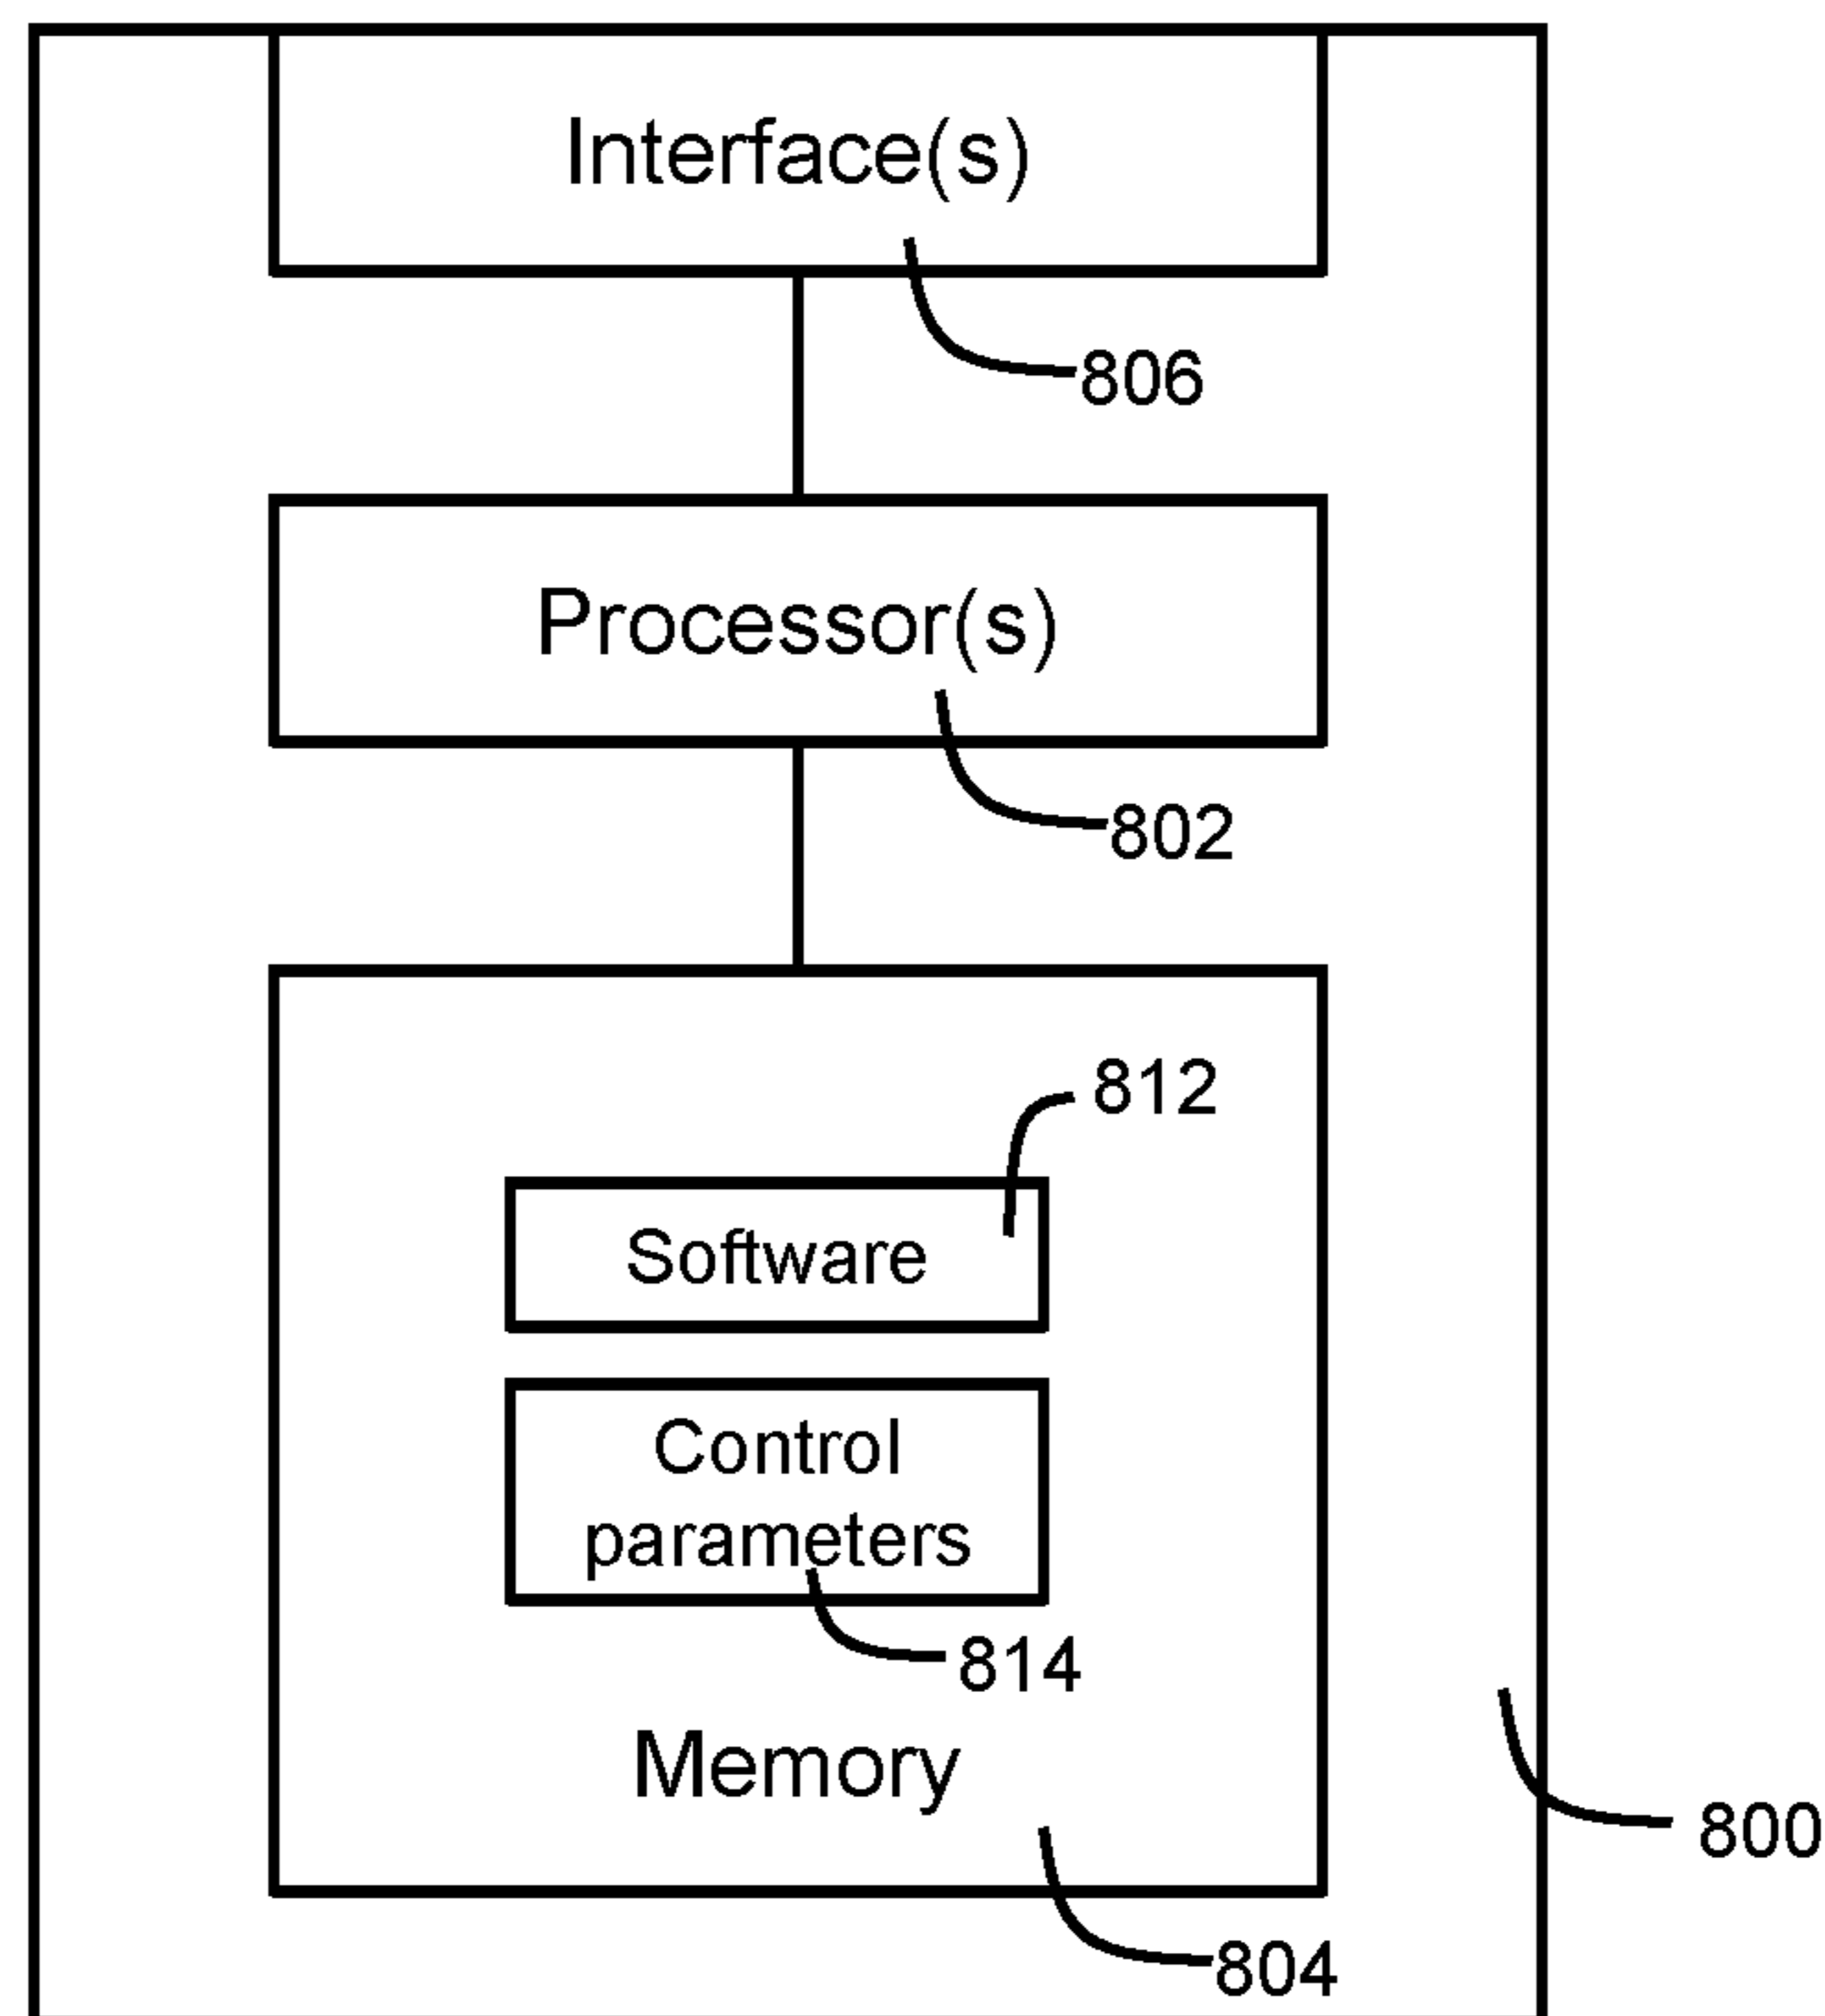 Interface(s)
806
Processor(s)
802
812
Software
Control
parameters
814
Memory
800
804